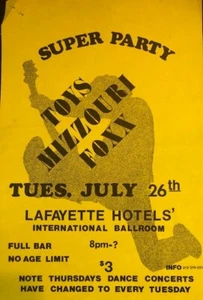 SUPER PARTY
TOYS
MIZZOURI
FOXX
TUES. JULY 26th
LAFAYETTE HOTELS'
INTERNATIONAL BALLROOM
FULL BAR 8pm-?
NO AGE LIMIT
$3 INFO
NOTE THURSDAYS DANCE CONCERTS
HAVE CHANGED TO EVERY TUESDAY